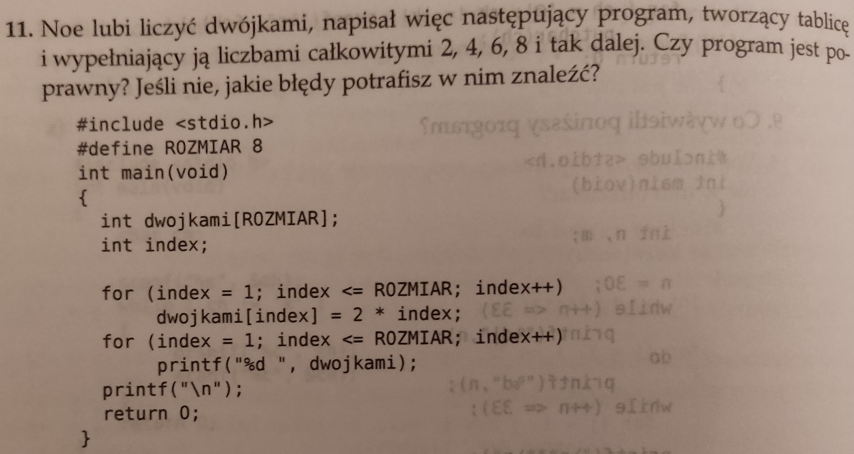 11. Noe lubi liczyć dwójkami, napisał więc następujący program, tworzący tablicę
i wypełniający ją liczbami całkowitymi 2, 4, 6, 8 i tak dalej. Czy program jest po-
prawny? Jeśli nie, jakie błędy potrafisz w nim znaleźć?
#include <stdio.h>
#define ROZMIAR 8
int main(void)
{
int dwojkami[ROZMIAR];
int index;
for (index = 1; index <= ROZMIAR; index++)
dwojkami[index] = 2 * index;
for (index = 1; index <= ROZMIAR; index++)
printf("%d ", dwojkami);
printf("\n");
return 0;
}